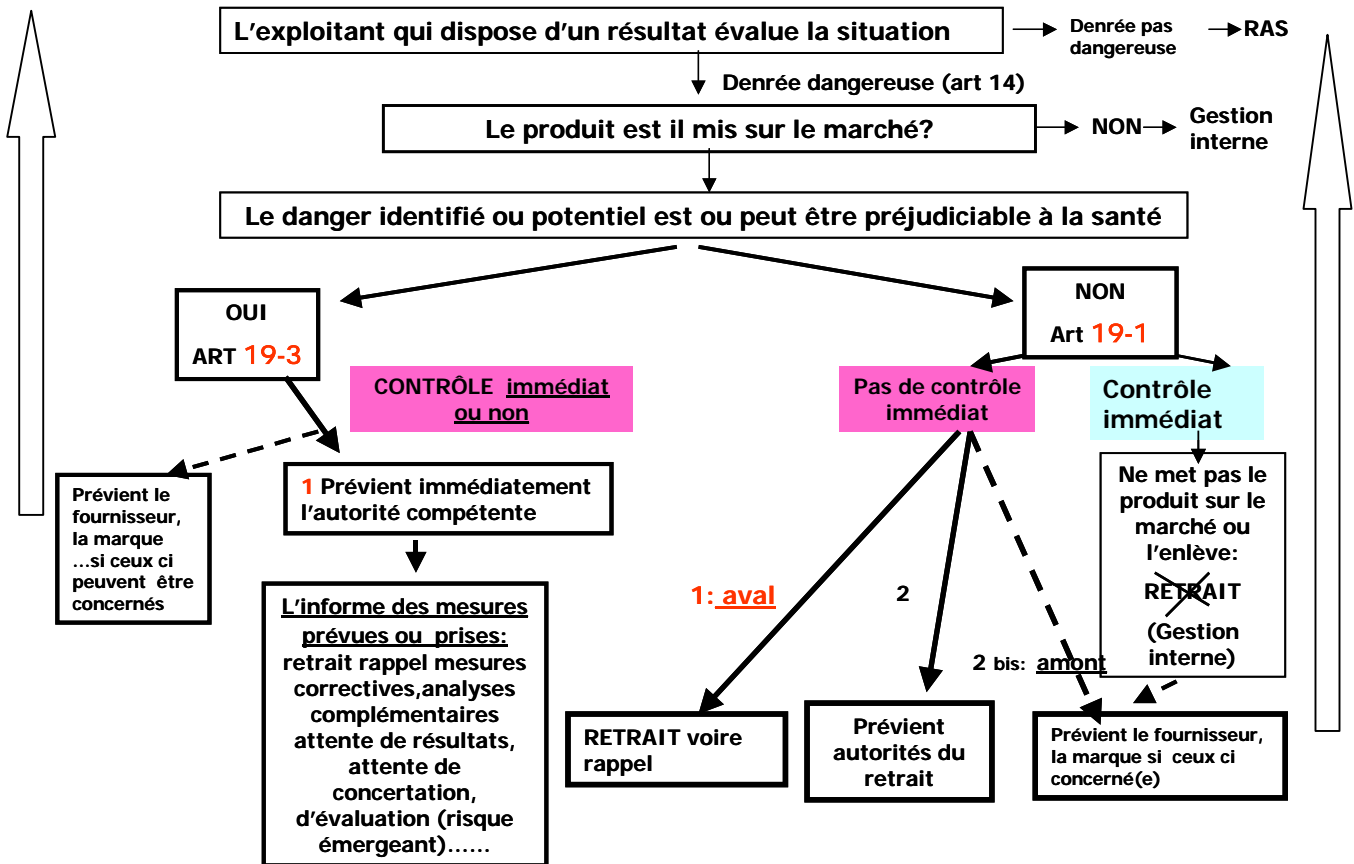 L'exploitant qui dispose d'un résultat évalue la situation
Denrée pas
dangereuse
RAS
Denrée dangereuse (art 14)
Le produit est il mis sur le marché?
NON
Gestion
interne
Le danger identifié ou potentiel est ou peut être préjudiciable à la santé
OUI
ART 19-3
NON
Art 19-1
CONTRÔLE immédiat
ou non
Pas de contrôle
immédiat
Contrôle
immédiat
Prévient le
fournisseur,
la marque
...si ceux ci
peuvent être
concernés
1 Prévient immédiatement
l'autorité compétente
Ne met pas le
produit sur le
marché ou
l'enlève:
RETRAIT
(Gestion
interne)
L'informe des mesures
prévues ou prises:
retrait rappel mesures
correctives,analyses
complémentaires
attente de résultats,
attente de
concertation,
d'évaluation (risque
émergeant)......
1: aval
2
2 bis: amont
RETRAIT voire
rappel
Prévient
autorités du
retrait
Prévient le fournisseur,
la marque si ceux ci
concerné(e)